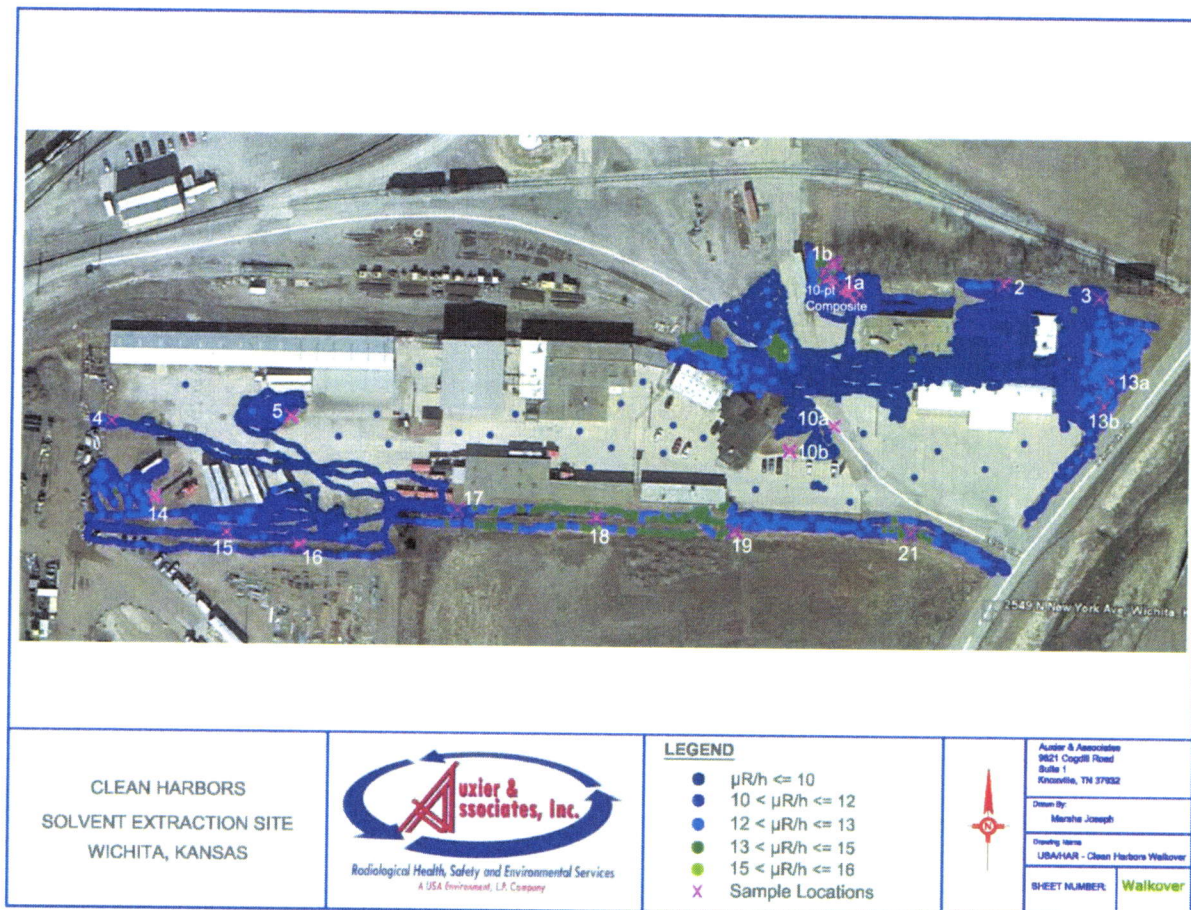 1b
1a
10-pt
Composite
2
3
13a
13b
4
5
10a
10b
14
15
16
17
18
19
21
2549 N New York Ave, Wichita,
CLEAN HARBORS
SOLVENT EXTRACTION SITE
WICHITA, KANSAS
Auxier &
Associates, Inc.
Radiological Health, Safety and Environmental Services
A USA Environment, L.P. Company
LEGEND
µR/h <= 10
10 < µR/h <= 12
12 < µR/h <= 13
13 < µR/h <= 15
15 < µR/h <= 16
X Sample Locations
N
Auxier & Associates
9821 Cogdill Road
Suite 1
Knoxville, TN 37932
Drawn By:
Marsha Joseph
Drawing Name
USA/HAR - Clean Harbors Walkover
SHEET NUMBER: Walkover